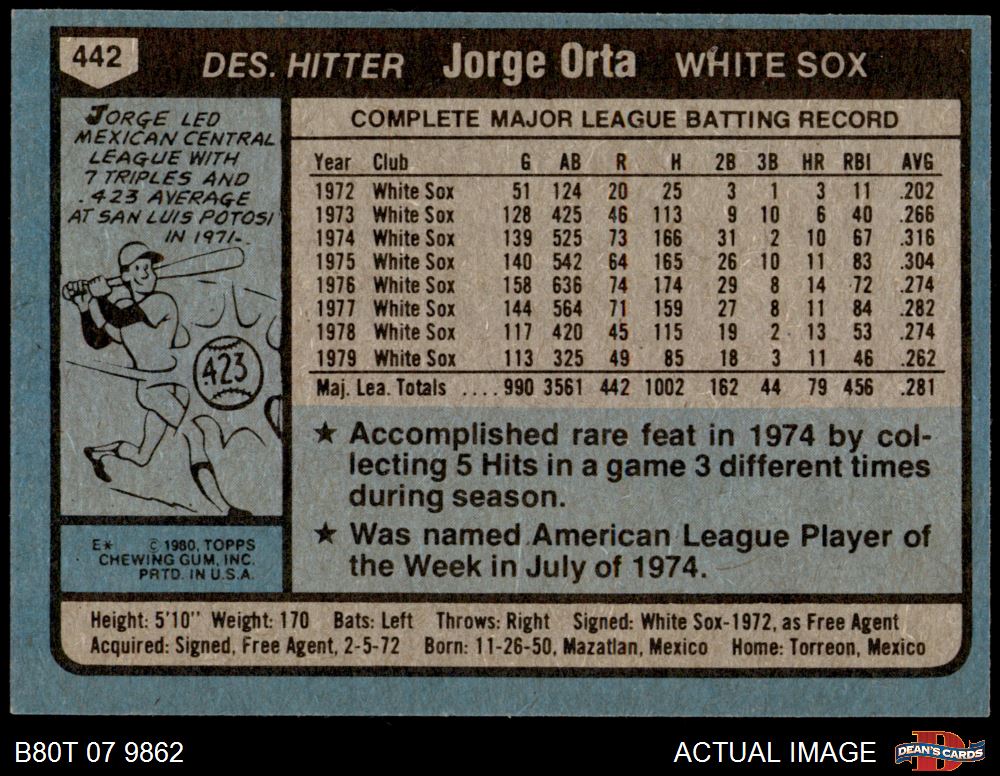 442
DES. HITTER Jorge Orta WHITE SOX
JORGE LED
MEXICAN CENTRAL
LEAGUE WITH
7 TRIPLES AND
.423 AVERAGE
AT SAN LUIS POTOSI
IN 1971.
.423
E* © 1980, TOPPS
CHEWING GUM, INC.
PRTD. IN U.S.A.
COMPLETE MAJOR LEAGUE BATTING RECORD
Year Club G AB R H 2B 3B HR RBI AVG
1972 White Sox 51 124 20 25 3 1 3 11 .202
1973 White Sox 128 425 46 113 9 10 6 40 .266
1974 White Sox 139 525 73 166 31 2 10 67 .316
1975 White Sox 140 542 64 165 26 10 11 83 .304
1976 White Sox 158 636 74 174 29 8 14 72 .274
1977 White Sox 144 564 71 159 27 8 11 84 .282
1978 White Sox 117 420 45 115 19 2 13 53 .274
1979 White Sox 113 325 49 85 18 3 11 46 .262
Maj. Lea. Totals ....990 3561 442 1002 162 44 79 456 .281
★ Accomplished rare feat in 1974 by col-
lecting 5 Hits in a game 3 different times
during season.
★ Was named American League Player of
the Week in July of 1974.
Height: 5'10" Weight: 170 Bats: Left Throws: Right Signed: White Sox-1972, as Free Agent
Acquired: Signed, Free Agent, 2-5-72 Born: 11-26-50, Mazatlan, Mexico Home: Torreon, Mexico
B80T 07 9862
ACTUAL IMAGE
D
DEAN'S CARDS